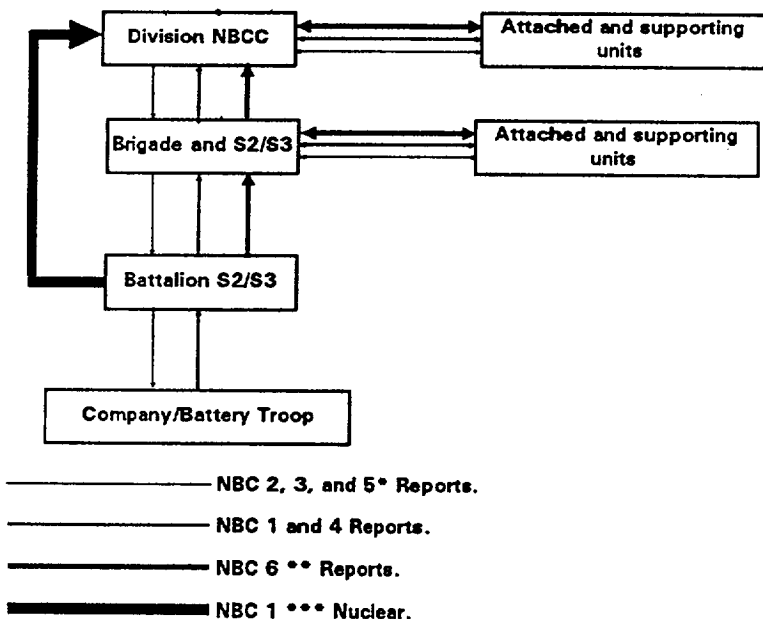 Division NBCC
Attached and supporting
units
Brigade and S2/S3
Attached and supporting
units
Battalion S2/S3
Company/Battery Troop
NBC 2, 3, and 5* Reports.
NBC 1 and 4 Reports.
NBC 6 ** Reports.
NBC 1 *** Nuclear.